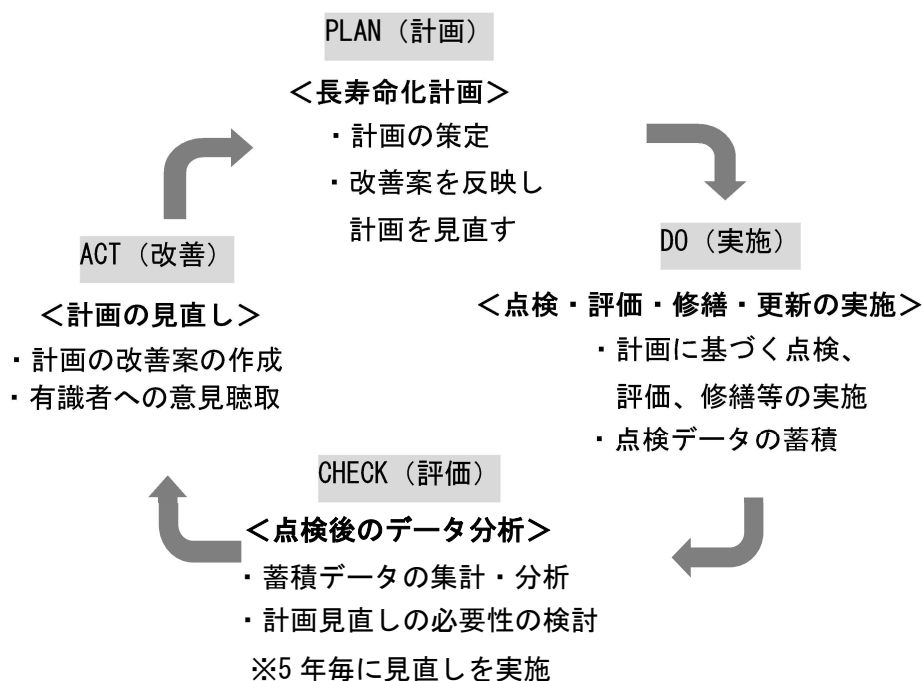 PLAN（計画）
＜長寿命化計画＞
・計画の策定
・改善案を反映し
計画を見直す
DO（実施）
＜点検・評価・修繕・更新の実施＞
・計画に基づく点検、
評価、修繕等の実施
・点検データの蓄積
CHECK（評価）
＜点検後のデータ分析＞
・蓄積データの集計・分析
・計画見直しの必要性の検討
※5年毎に見直しを実施
ACT（改善）
＜計画の見直し＞
・計画の改善案の作成
・有識者への意見聴取